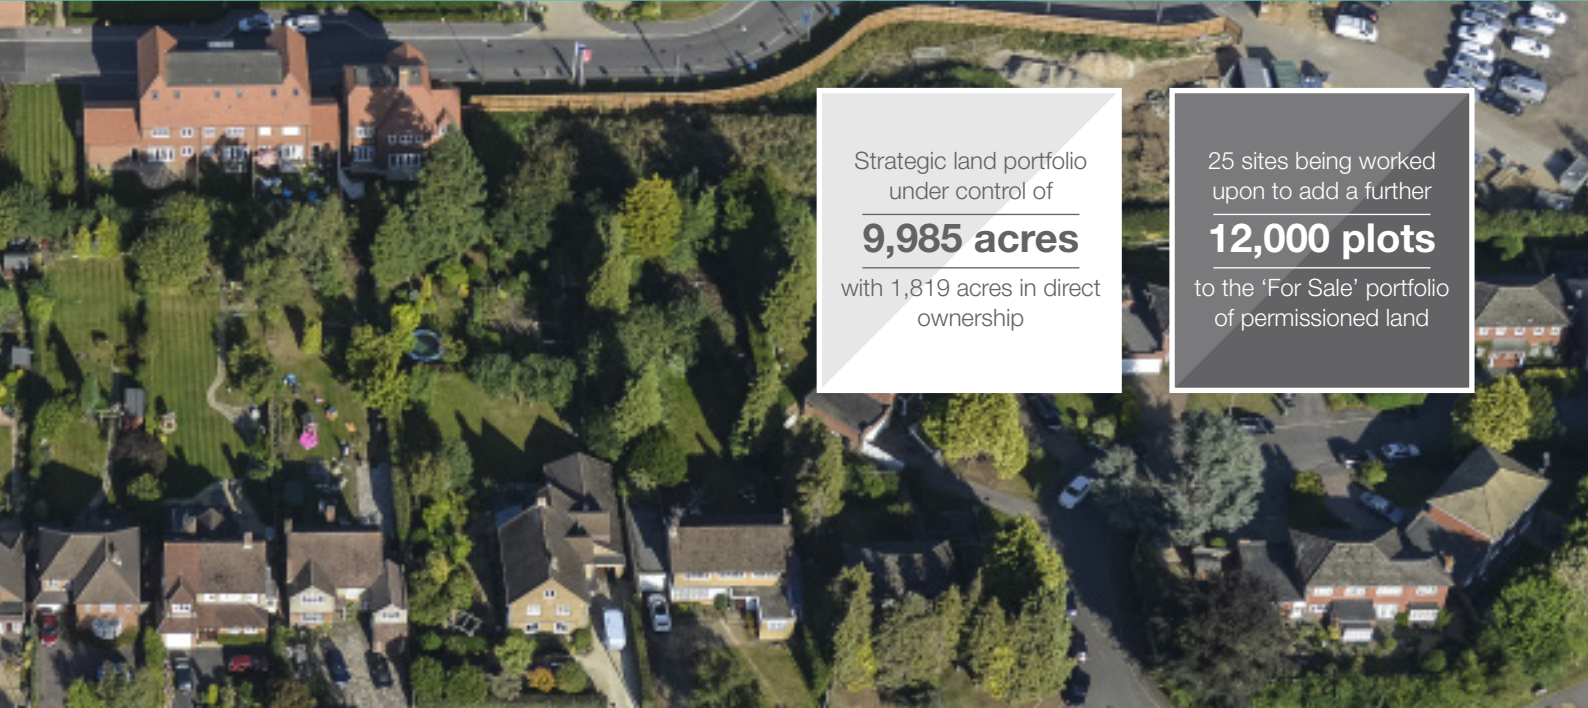 Strategic land portfolio
under control of
9,985 acres
with 1,819 acres in direct
ownership
25 sites being worked
upon to add a further
12,000 plots
to the ‘For Sale’ portfolio
of permissioned land